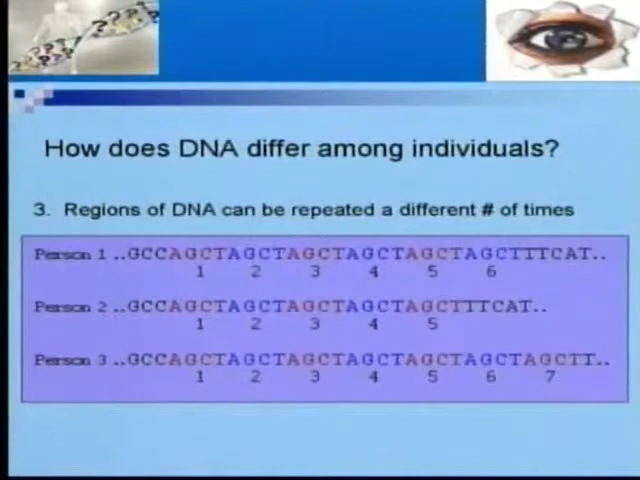 How does DNA differ among individuals?
3. Regions of DNA can be repeated a different # of times
Person 1 ..GCCAGCTAGCTAGCTAGCTAGCTAGCTTTCAT..
1 2 3 4 5 6
Person 2 ..GCCAGCTAGCTAGCTAGCTAGCTTTCAT..
1 2 3 4 5
Person 3 ..GCCAGCTAGCTAGCTAGCTAGCTAGCTAGCTT..
1 2 3 4 5 6 7